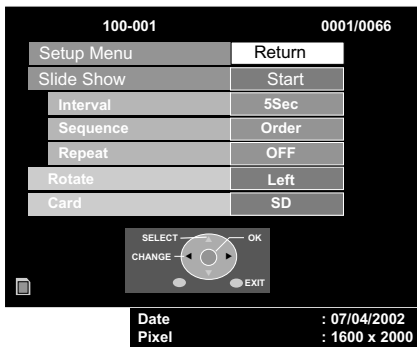 100-001 0001/0066
Setup Menu Return
Slide Show Start
Interval 5Sec
Sequence Order
Repeat OFF
Rotate Left
Card SD
SELECT OK
CHANGE
EXIT
Date : 07/04/2002
Pixel : 1600 x 2000